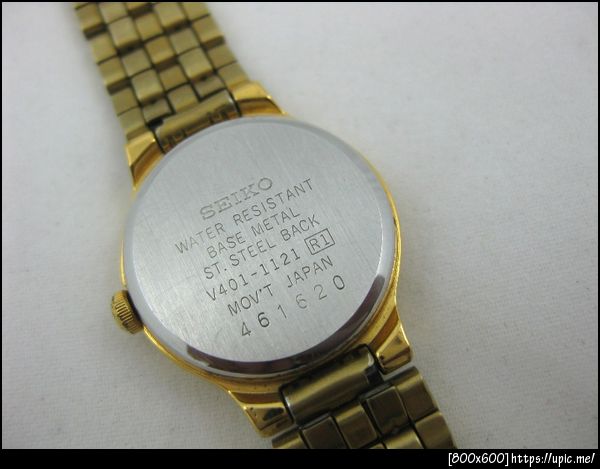 SEIKO
WATER RESISTANT
BASE METAL
ST. STEEL BACK
V401-1121 R1
MOV'T JAPAN
461620
[800x600]https://upic.me/